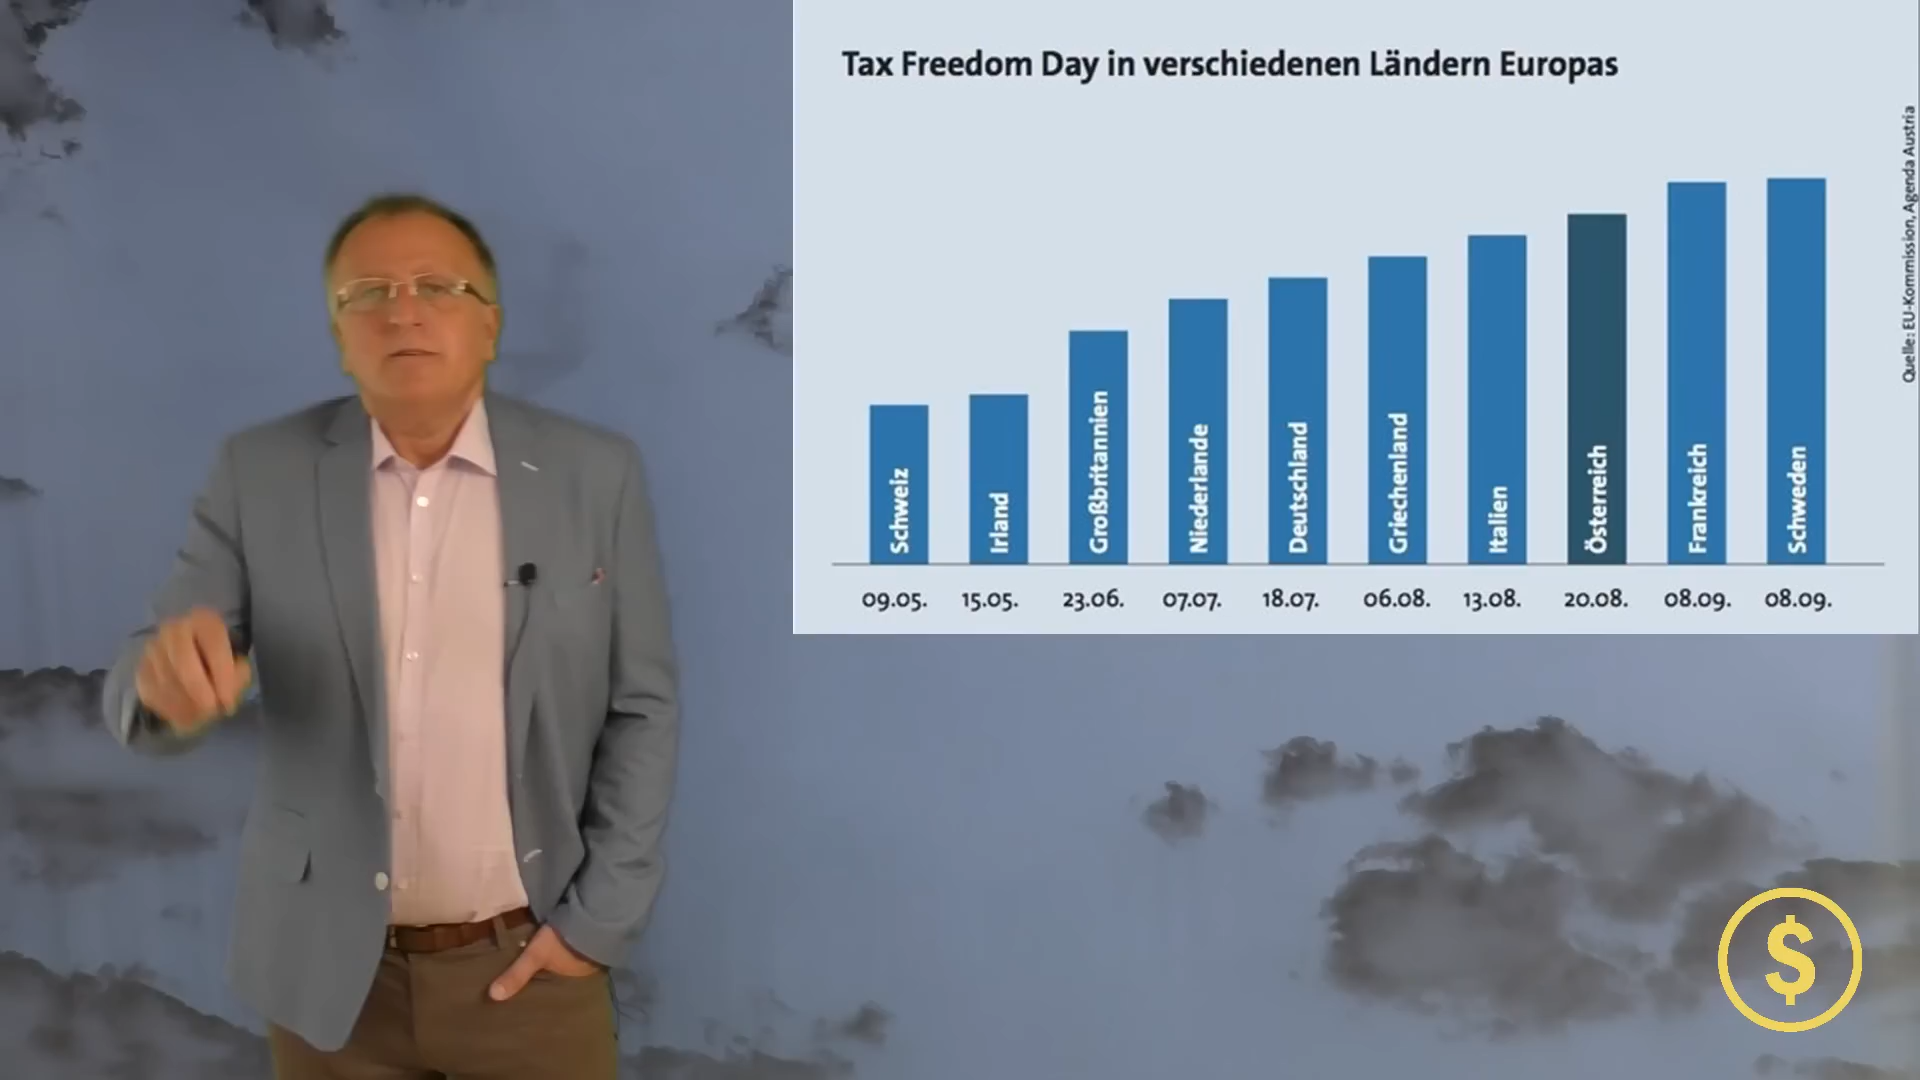 Tax Freedom Day in verschiedenen Ländern Europas
Quelle: EU-Kommission, Agenda Austria
Schweiz
Irland
Großbritannien
Niederlande
Deutschland
Griechenland
Italien
Österreich
Frankreich
Schweden
09.05. 15.05. 23.06. 07.07. 18.07. 06.08. 13.08. 20.08. 08.09. 08.09.
$